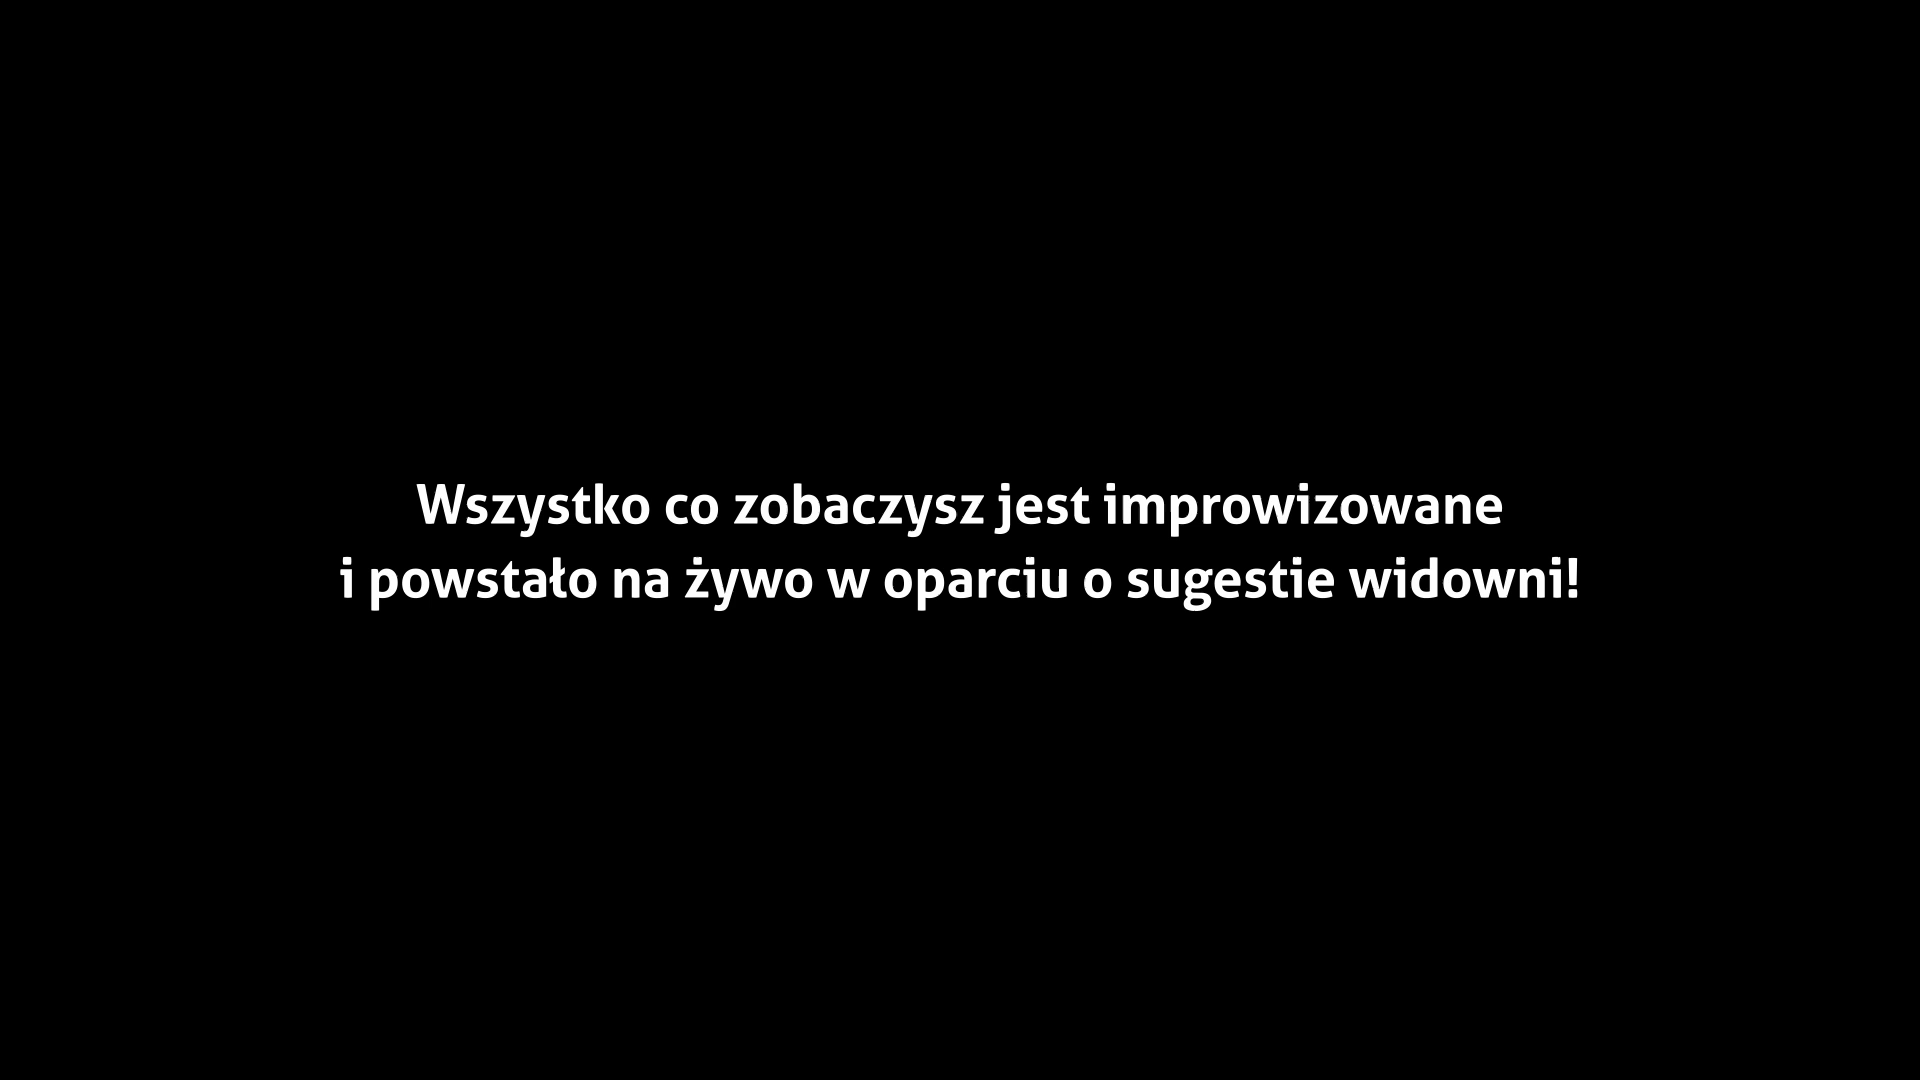 Wszystko co zobaczysz jest improwizowane
i powstało na żywo w oparciu o sugestie widowni!